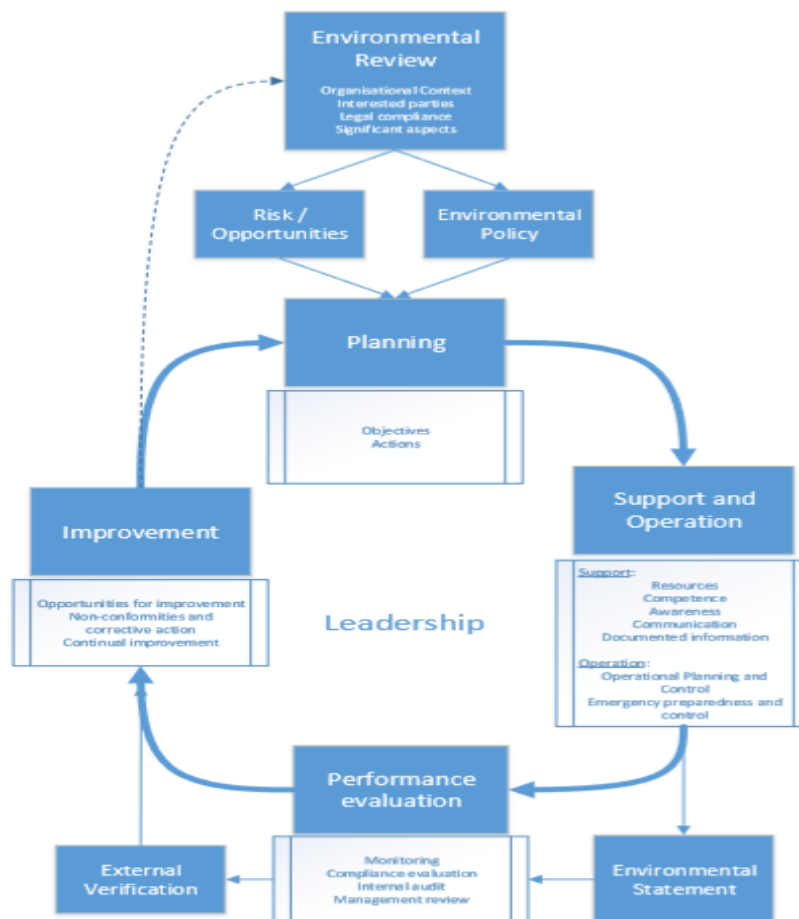 Environmental
Review
Organisational Context
Interested parties
Legal compliance
Significant aspects
Risk /
Opportunities
Environmental
Policy
Planning
Objectives
Actions
Support and
Operation
Support:
Resources
Competence
Awareness
Communication
Documented information
Operation:
Operational Planning and
Control
Emergency preparedness and
control
Improvement
Opportunities for improvement
Non-conformities and
corrective action
Continual improvement
Leadership
Performance
evaluation
Monitoring
Compliance evaluation
Internal audit
Management review
External
Verification
Environmental
Statement